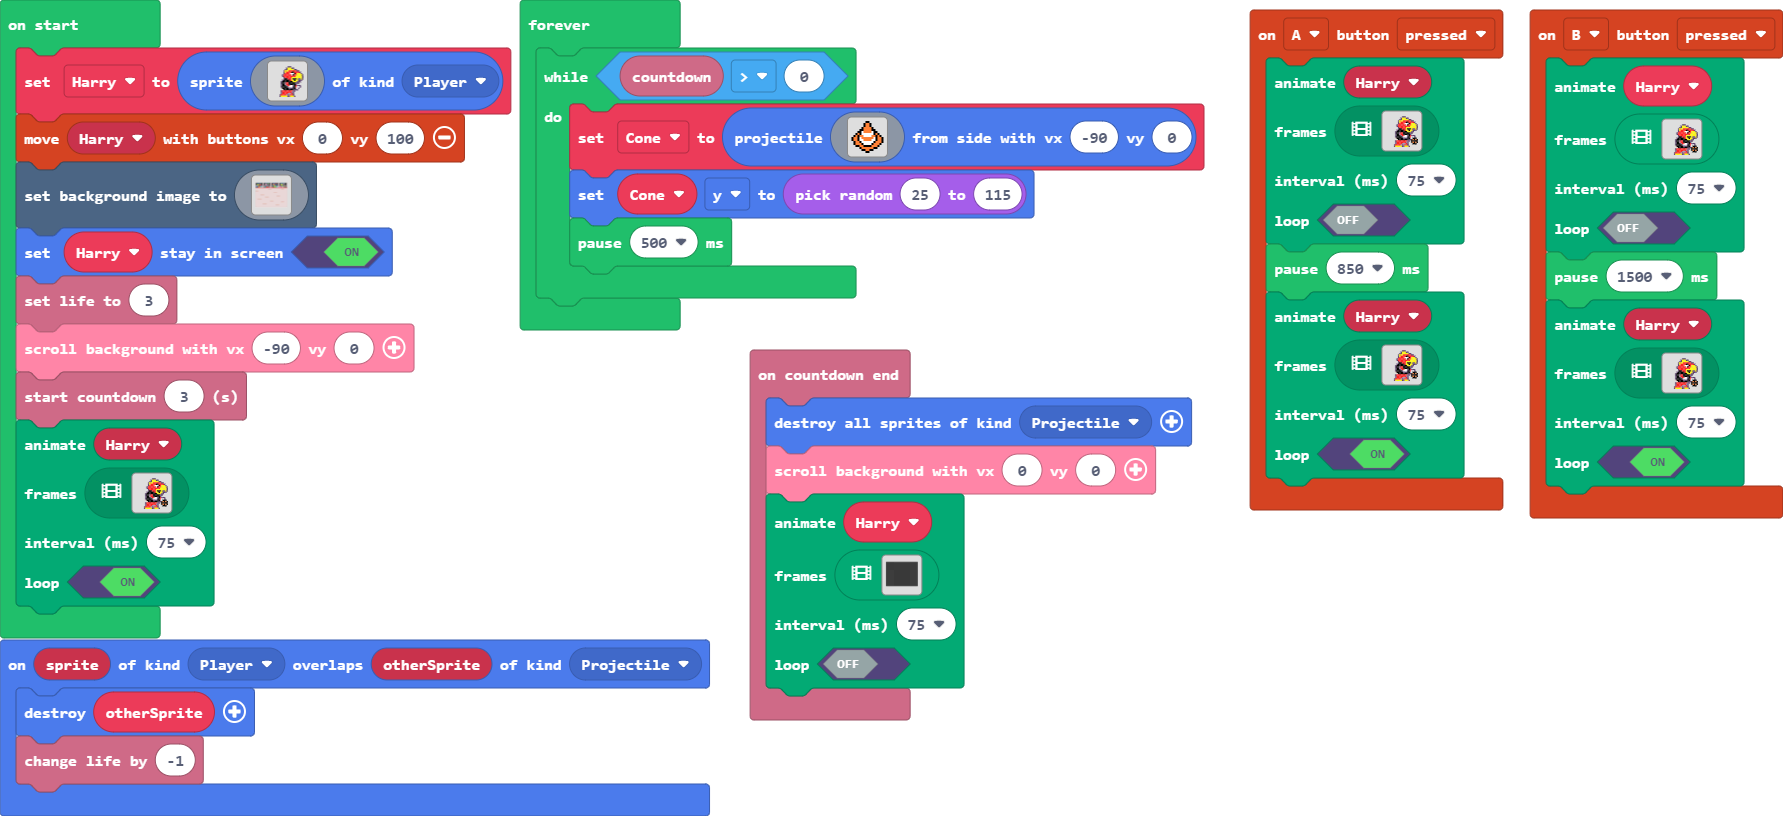 on start
set Harry to sprite of kind Player
move Harry with buttons vx 0 vy 100
set background image to
set Harry stay in screen ON
set life to 3
scroll background with vx -90 vy 0
start countdown 3 (s)
animate Harry
frames
interval (ms) 75
loop ON
on sprite of kind Player overlaps otherSprite of kind Projectile
destroy otherSprite
change life by -1
forever
while countdown > 0
do
set Cone to projectile from side with vx -90 vy 0
set Cone y to pick random 25 to 115
pause 500 ms
on countdown end
destroy all sprites of kind Projectile
scroll background with vx 0 vy 0
animate Harry
frames
interval (ms) 75
loop OFF
on A button pressed
animate Harry
frames
interval (ms) 75
loop OFF
pause 850 ms
animate Harry
frames
interval (ms) 75
loop ON
on B button pressed
animate Harry
frames
interval (ms) 75
loop OFF
pause 1500 ms
animate Harry
frames
interval (ms) 75
loop ON